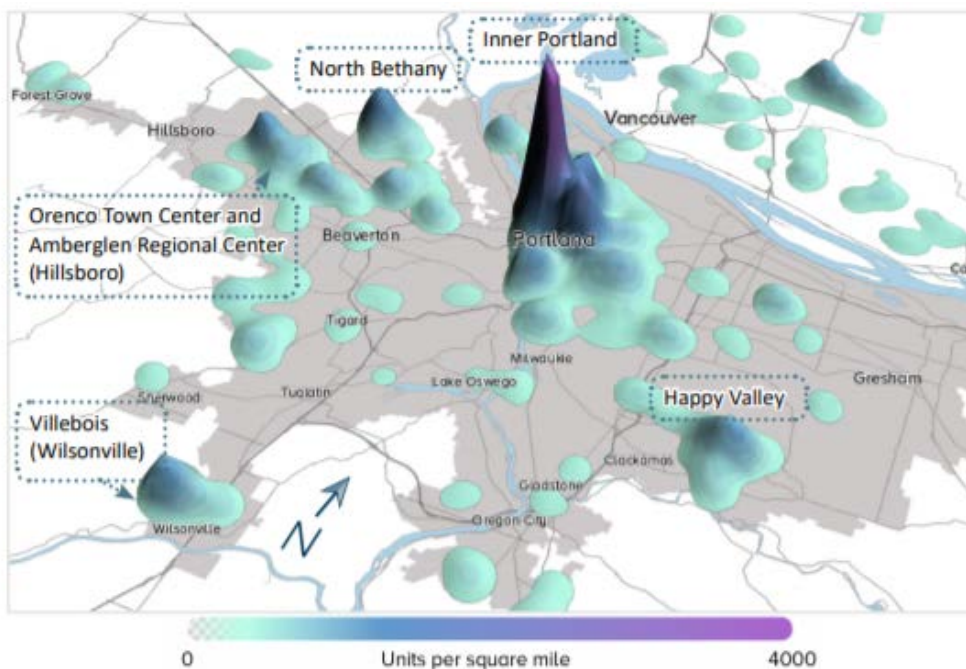 Inner Portland
North Bethany
Forest Grove
Hillsboro
Vancouver
Orenco Town Center and
Amberglen Regional Center
(Hillsboro)
Beaverton
Portland
Tigard
Milwaukie
Lake Oswego
Tualatin
Sherwood
Gresham
Happy Valley
Villebois
(Wilsonville)
Clackamas
Gladstone
Oregon City
Wilsonville
N
0
Units per square mile
4000